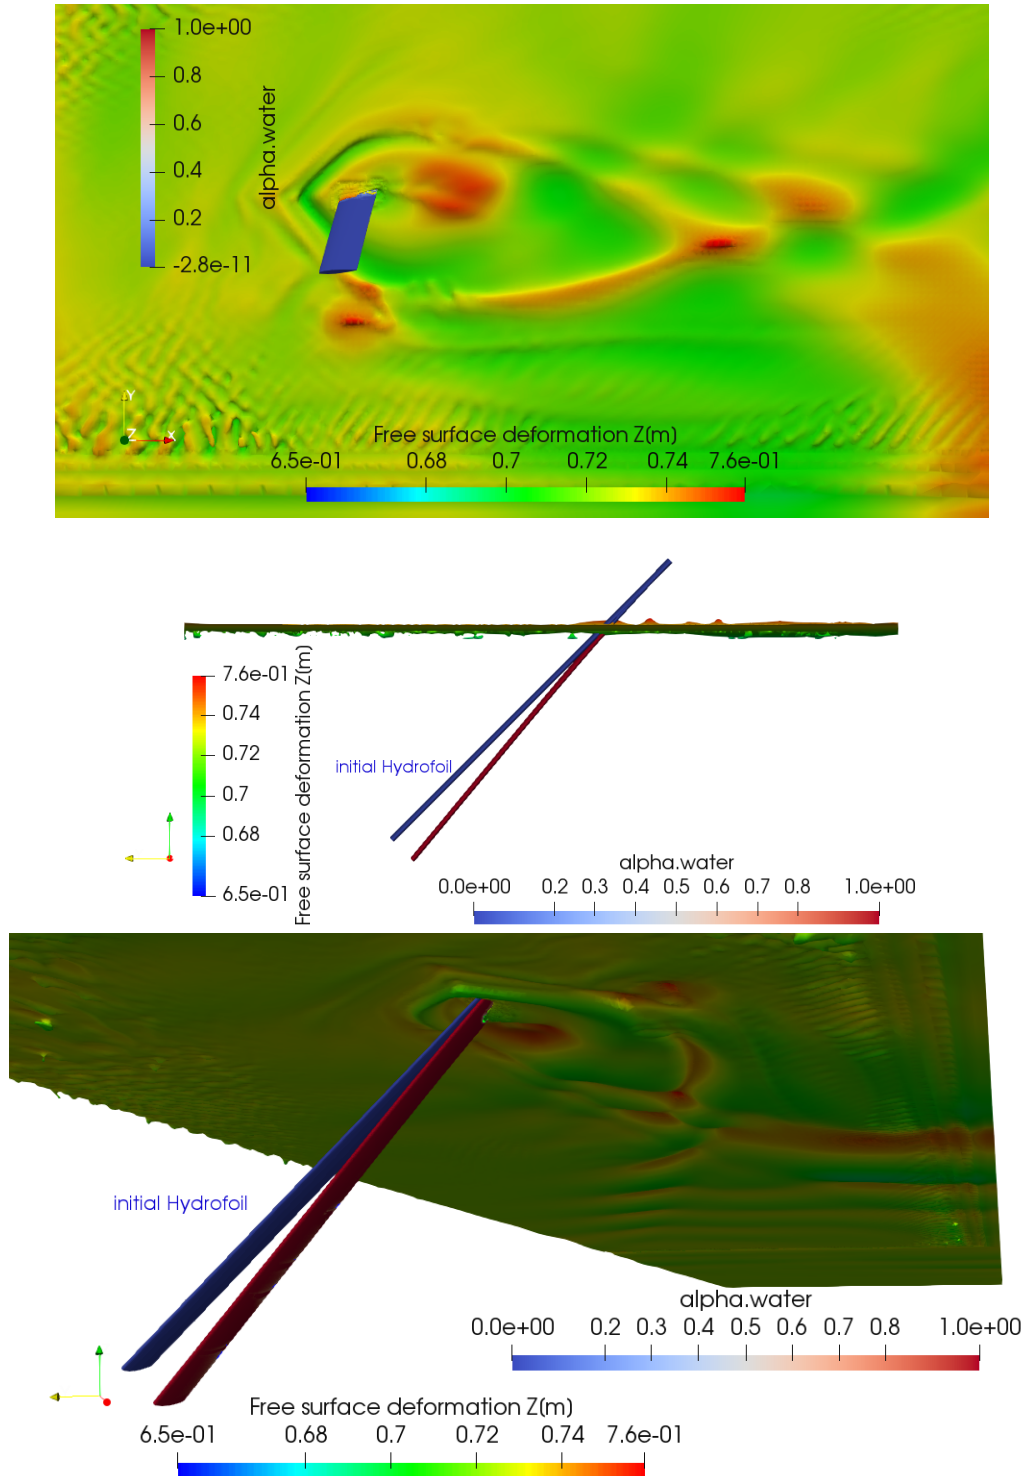 1.0e+00
0.8
0.6
0.4
0.2
-2.8e-11
alpha.water
Y
Z X
Free surface deformation Z(m)
6.5e-01 0.68 0.7 0.72 0.74 7.6e-01
7.6e-01
0.74
0.72
0.7
0.68
6.5e-01
Free surface deformation Z(m)
initial Hydrofoil
alpha.water
0.0e+00 0.2 0.3 0.4 0.5 0.6 0.7 0.8 1.0e+00
initial Hydrofoil
alpha.water
0.0e+00 0.2 0.3 0.4 0.5 0.6 0.7 0.8 1.0e+00
Free surface deformation Z(m)
6.5e-01 0.68 0.7 0.72 0.74 7.6e-01